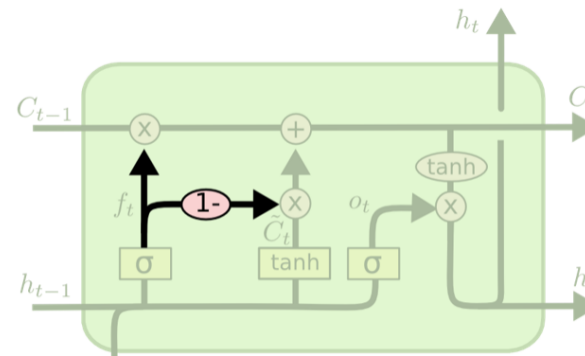 h_t
C_{t-1}
C
x
+
tanh
f_t
1-
x
o_t
x
C̃_t
σ
tanh
σ
h_{t-1}
h